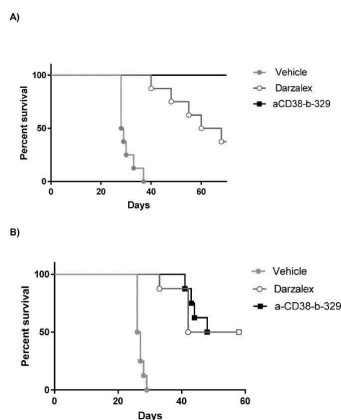 A)
Percent survival
100
50
0
0 20 40 60
Days
Vehicle
Darzalex
aCD38-b-329
B)
Percent survival
100
50
0
0 20 40 60
Days
Vehicle
Darzalex
a-CD38-b-329